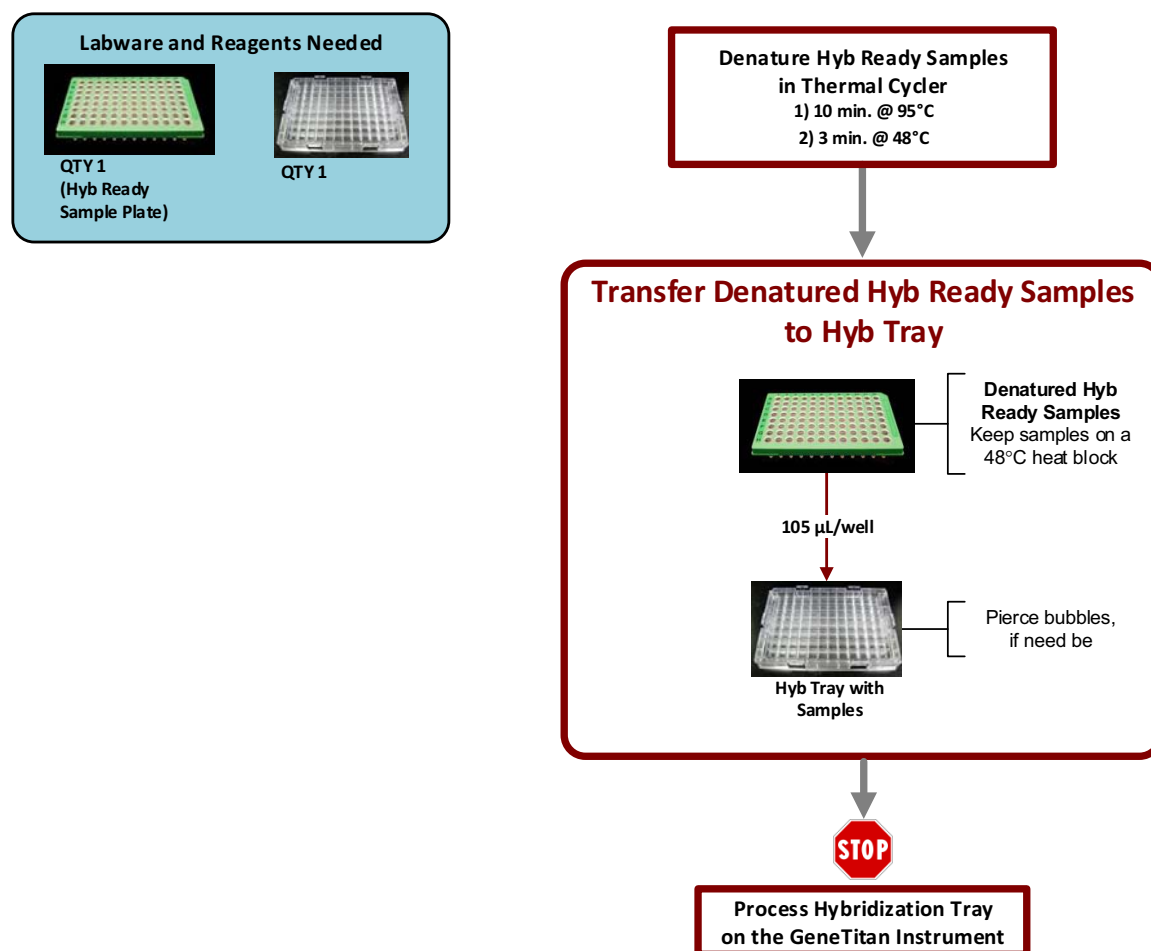 Labware and Reagents Needed
QTY 1
(Hyb Ready
Sample Plate)
QTY 1
Denature Hyb Ready Samples
in Thermal Cycler
1) 10 min. @ 95°C
2) 3 min. @ 48°C
Transfer Denatured Hyb Ready Samples
to Hyb Tray
Denatured Hyb
Ready Samples
Keep samples on a
48°C heat block
105 µL/well
Pierce bubbles,
if need be
Hyb Tray with
Samples
STOP
Process Hybridization Tray
on the GeneTitan Instrument